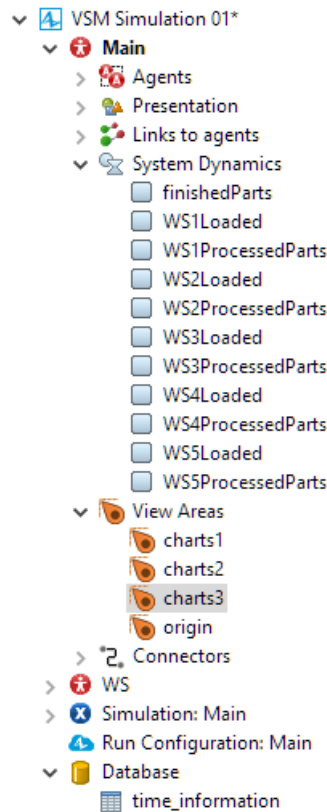 VSM Simulation 01*
Main
Agents
Presentation
Links to agents
System Dynamics
finishedParts
WS1Loaded
WS1ProcessedParts
WS2Loaded
WS2ProcessedParts
WS3Loaded
WS3ProcessedParts
WS4Loaded
WS4ProcessedParts
WS5Loaded
WS5ProcessedParts
View Areas
charts1
charts2
charts3
origin
Connectors
WS
Simulation: Main
Run Configuration: Main
Database
time_information